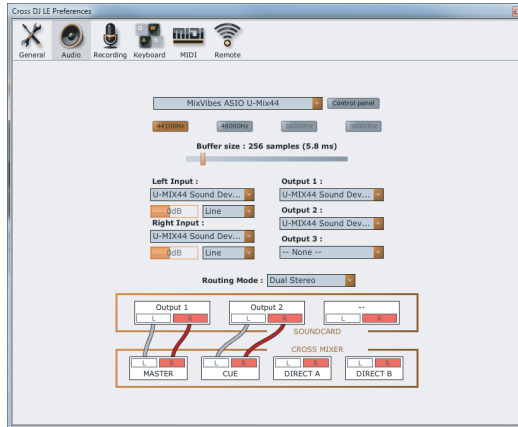 Cross DJ LE Preferences
General Audio Recording Keyboard MIDI Remote
MixVibes ASIO U-Mix44 Control panel
44100Hz 48000Hz 88200Hz 96000Hz
Buffer size : 256 samples (5.8 ms)
Left Input : Output 1 :
U-MIX44 Sound Dev... U-MIX44 Sound Dev...
0dB Line Output 2 :
Right Input : U-MIX44 Sound Dev...
U-MIX44 Sound Dev... Output 3 :
0dB Line -- None --
Routing Mode : Dual Stereo
Output 1 Output 2 --
L R L R L R
SOUNDCARD
CROSS MIXER
L R L R L R L R
MASTER CUE DIRECT A DIRECT B